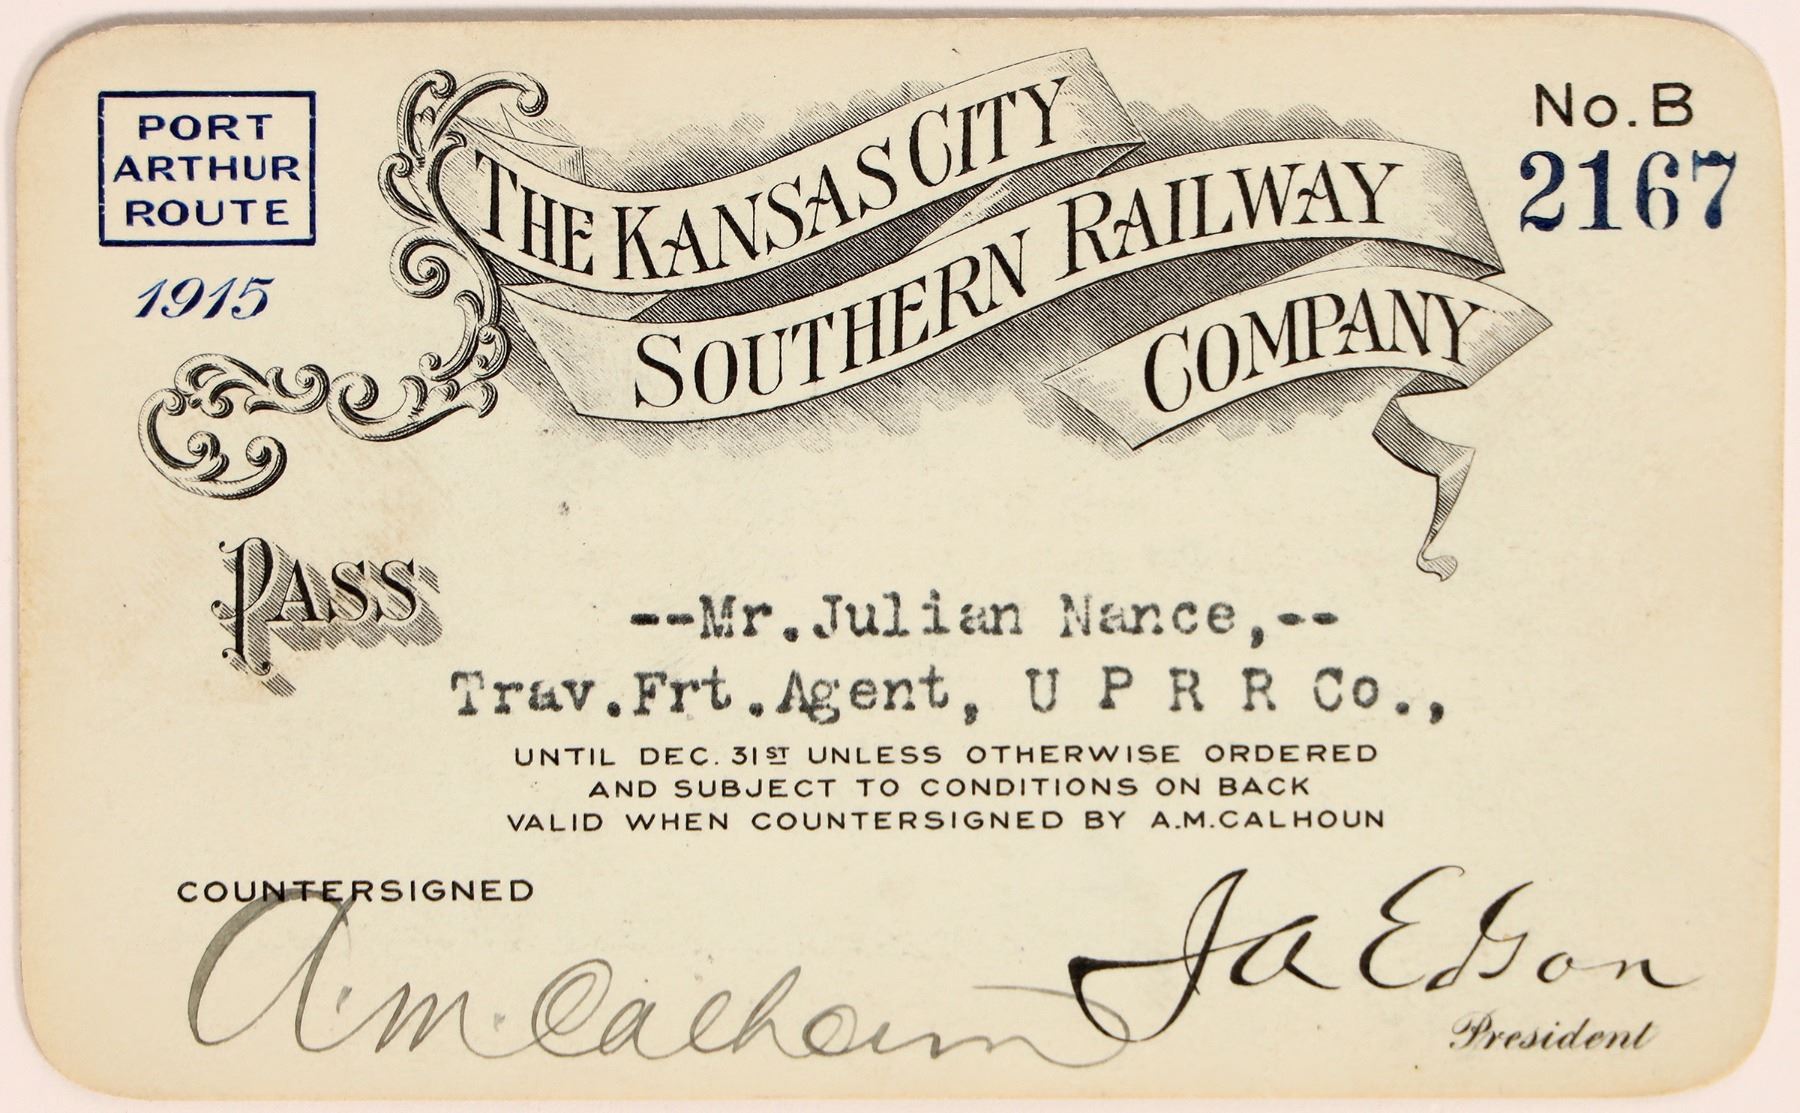 PORT
ARTHUR
ROUTE
1915
THE KANSAS CITY
SOUTHERN RAILWAY
COMPANY
No. B
2167
PASS
--Mr.Julian Nance,--
Trav.Frt.Agent, U P R R Co.,
UNTIL DEC. 31ST UNLESS OTHERWISE ORDERED
AND SUBJECT TO CONDITIONS ON BACK
VALID WHEN COUNTERSIGNED BY A.M.CALHOUN
COUNTERSIGNED
A. M. Calhoun
J A Edson
President